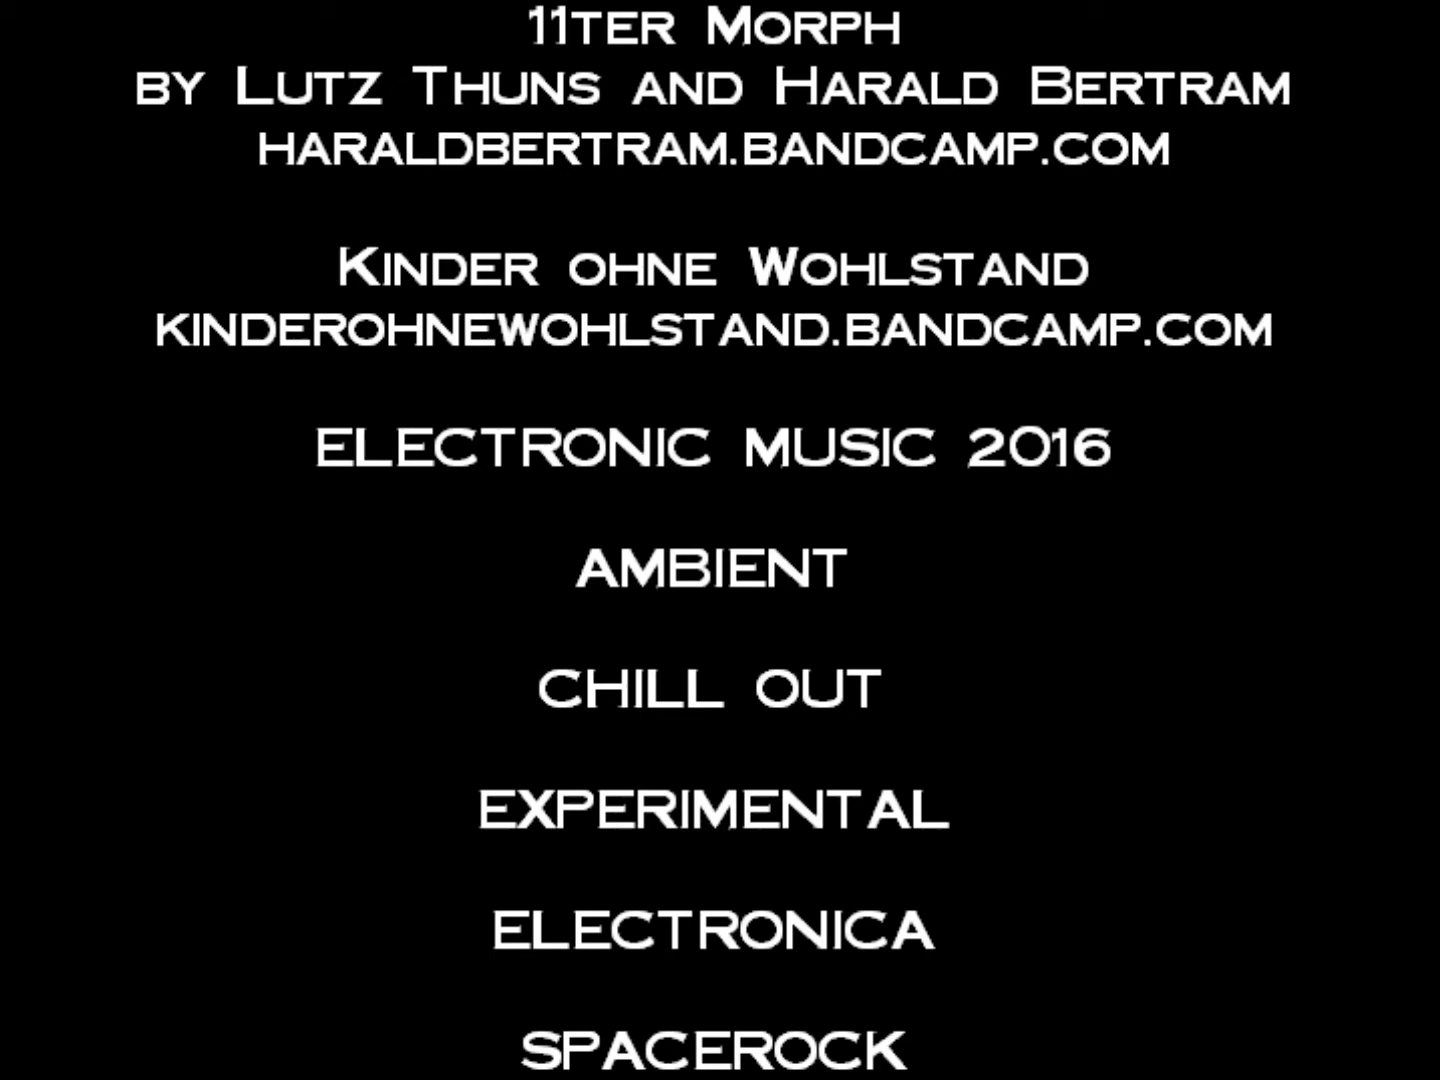 11ter Morph
by Lutz Thuns and Harald Bertram
haraldbertram.bandcamp.com
Kinder ohne Wohlstand
kinderohnewohlstand.bandcamp.com
ELECTRONIC MUSIC 2016
AMBIENT
CHILL OUT
EXPERIMENTAL
ELECTRONICA
SPACEROCK